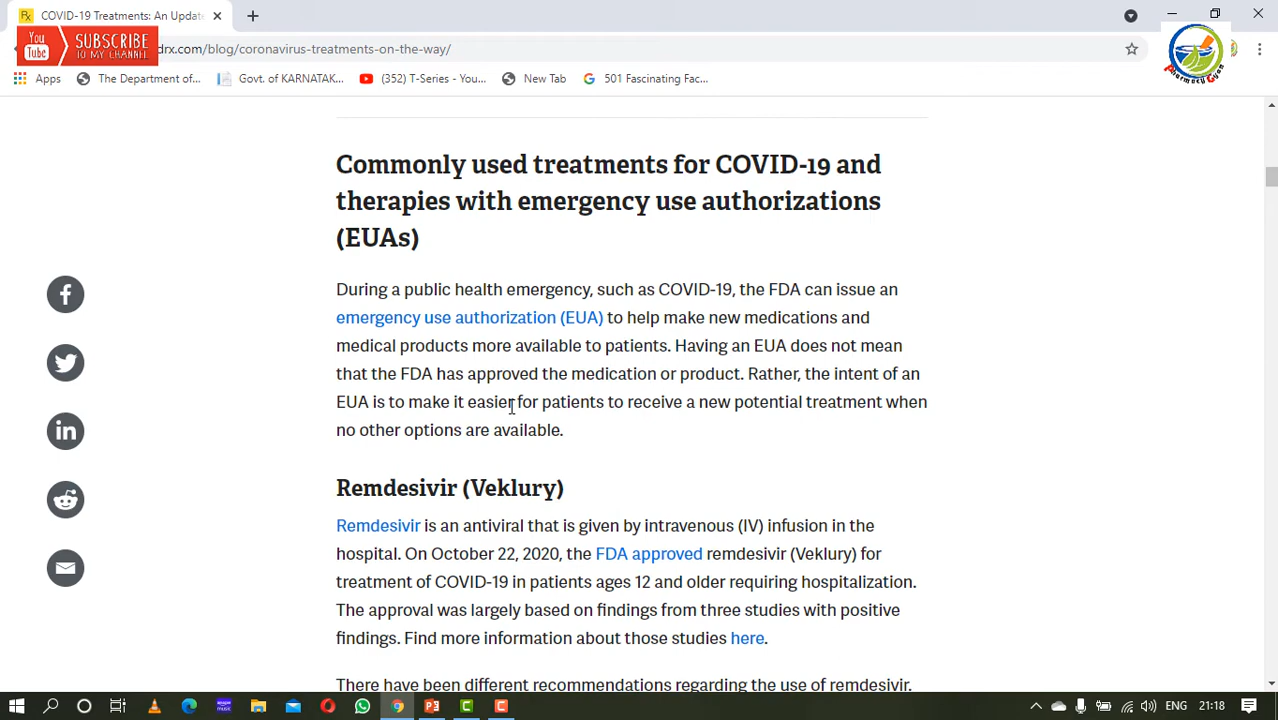 COVID-19 Treatments: An Update
You Tube SUBSCRIBE TO MY CHANNEL
drx.com/blog/coronavirus-treatments-on-the-way/
Apps The Department of... Govt. of KARNATAK... (352) T-Series - You... New Tab 501 Fascinating Fac...
Pharmacy Gyan
Commonly used treatments for COVID-19 and
therapies with emergency use authorizations
(EUAs)
During a public health emergency, such as COVID-19, the FDA can issue an
emergency use authorization (EUA) to help make new medications and
medical products more available to patients. Having an EUA does not mean
that the FDA has approved the medication or product. Rather, the intent of an
EUA is to make it easier for patients to receive a new potential treatment when
no other options are available.
Remdesivir (Veklury)
Remdesivir is an antiviral that is given by intravenous (IV) infusion in the
hospital. On October 22, 2020, the FDA approved remdesivir (Veklury) for
treatment of COVID-19 in patients ages 12 and older requiring hospitalization.
The approval was largely based on findings from three studies with positive
findings. Find more information about those studies here.
There have been different recommendations regarding the use of remdesivir.
ENG 21:18